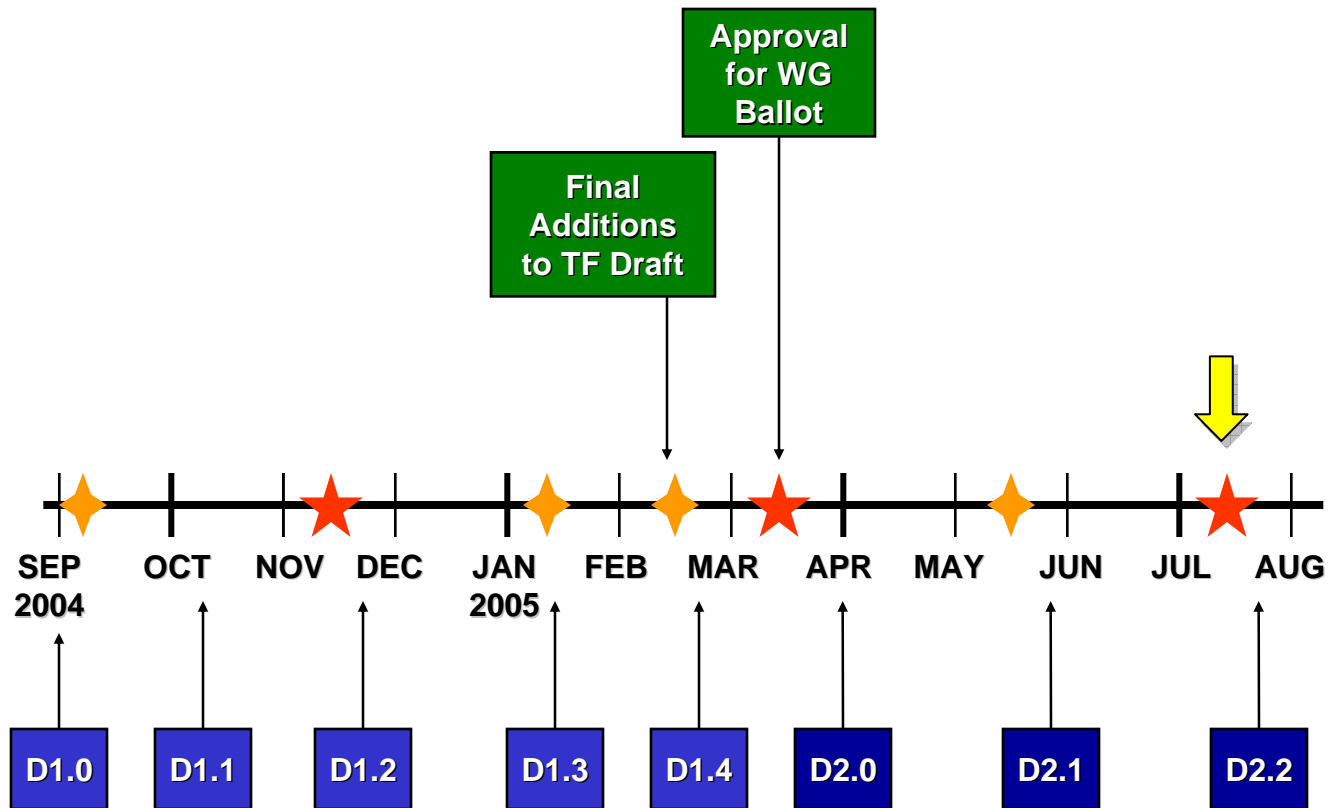 Approval
for WG
Ballot
Final
Additions
to TF Draft
SEP OCT NOV DEC JAN FEB MAR APR MAY JUN JUL AUG
2004 2005
D1.0 D1.1 D1.2 D1.3 D1.4 D2.0 D2.1 D2.2